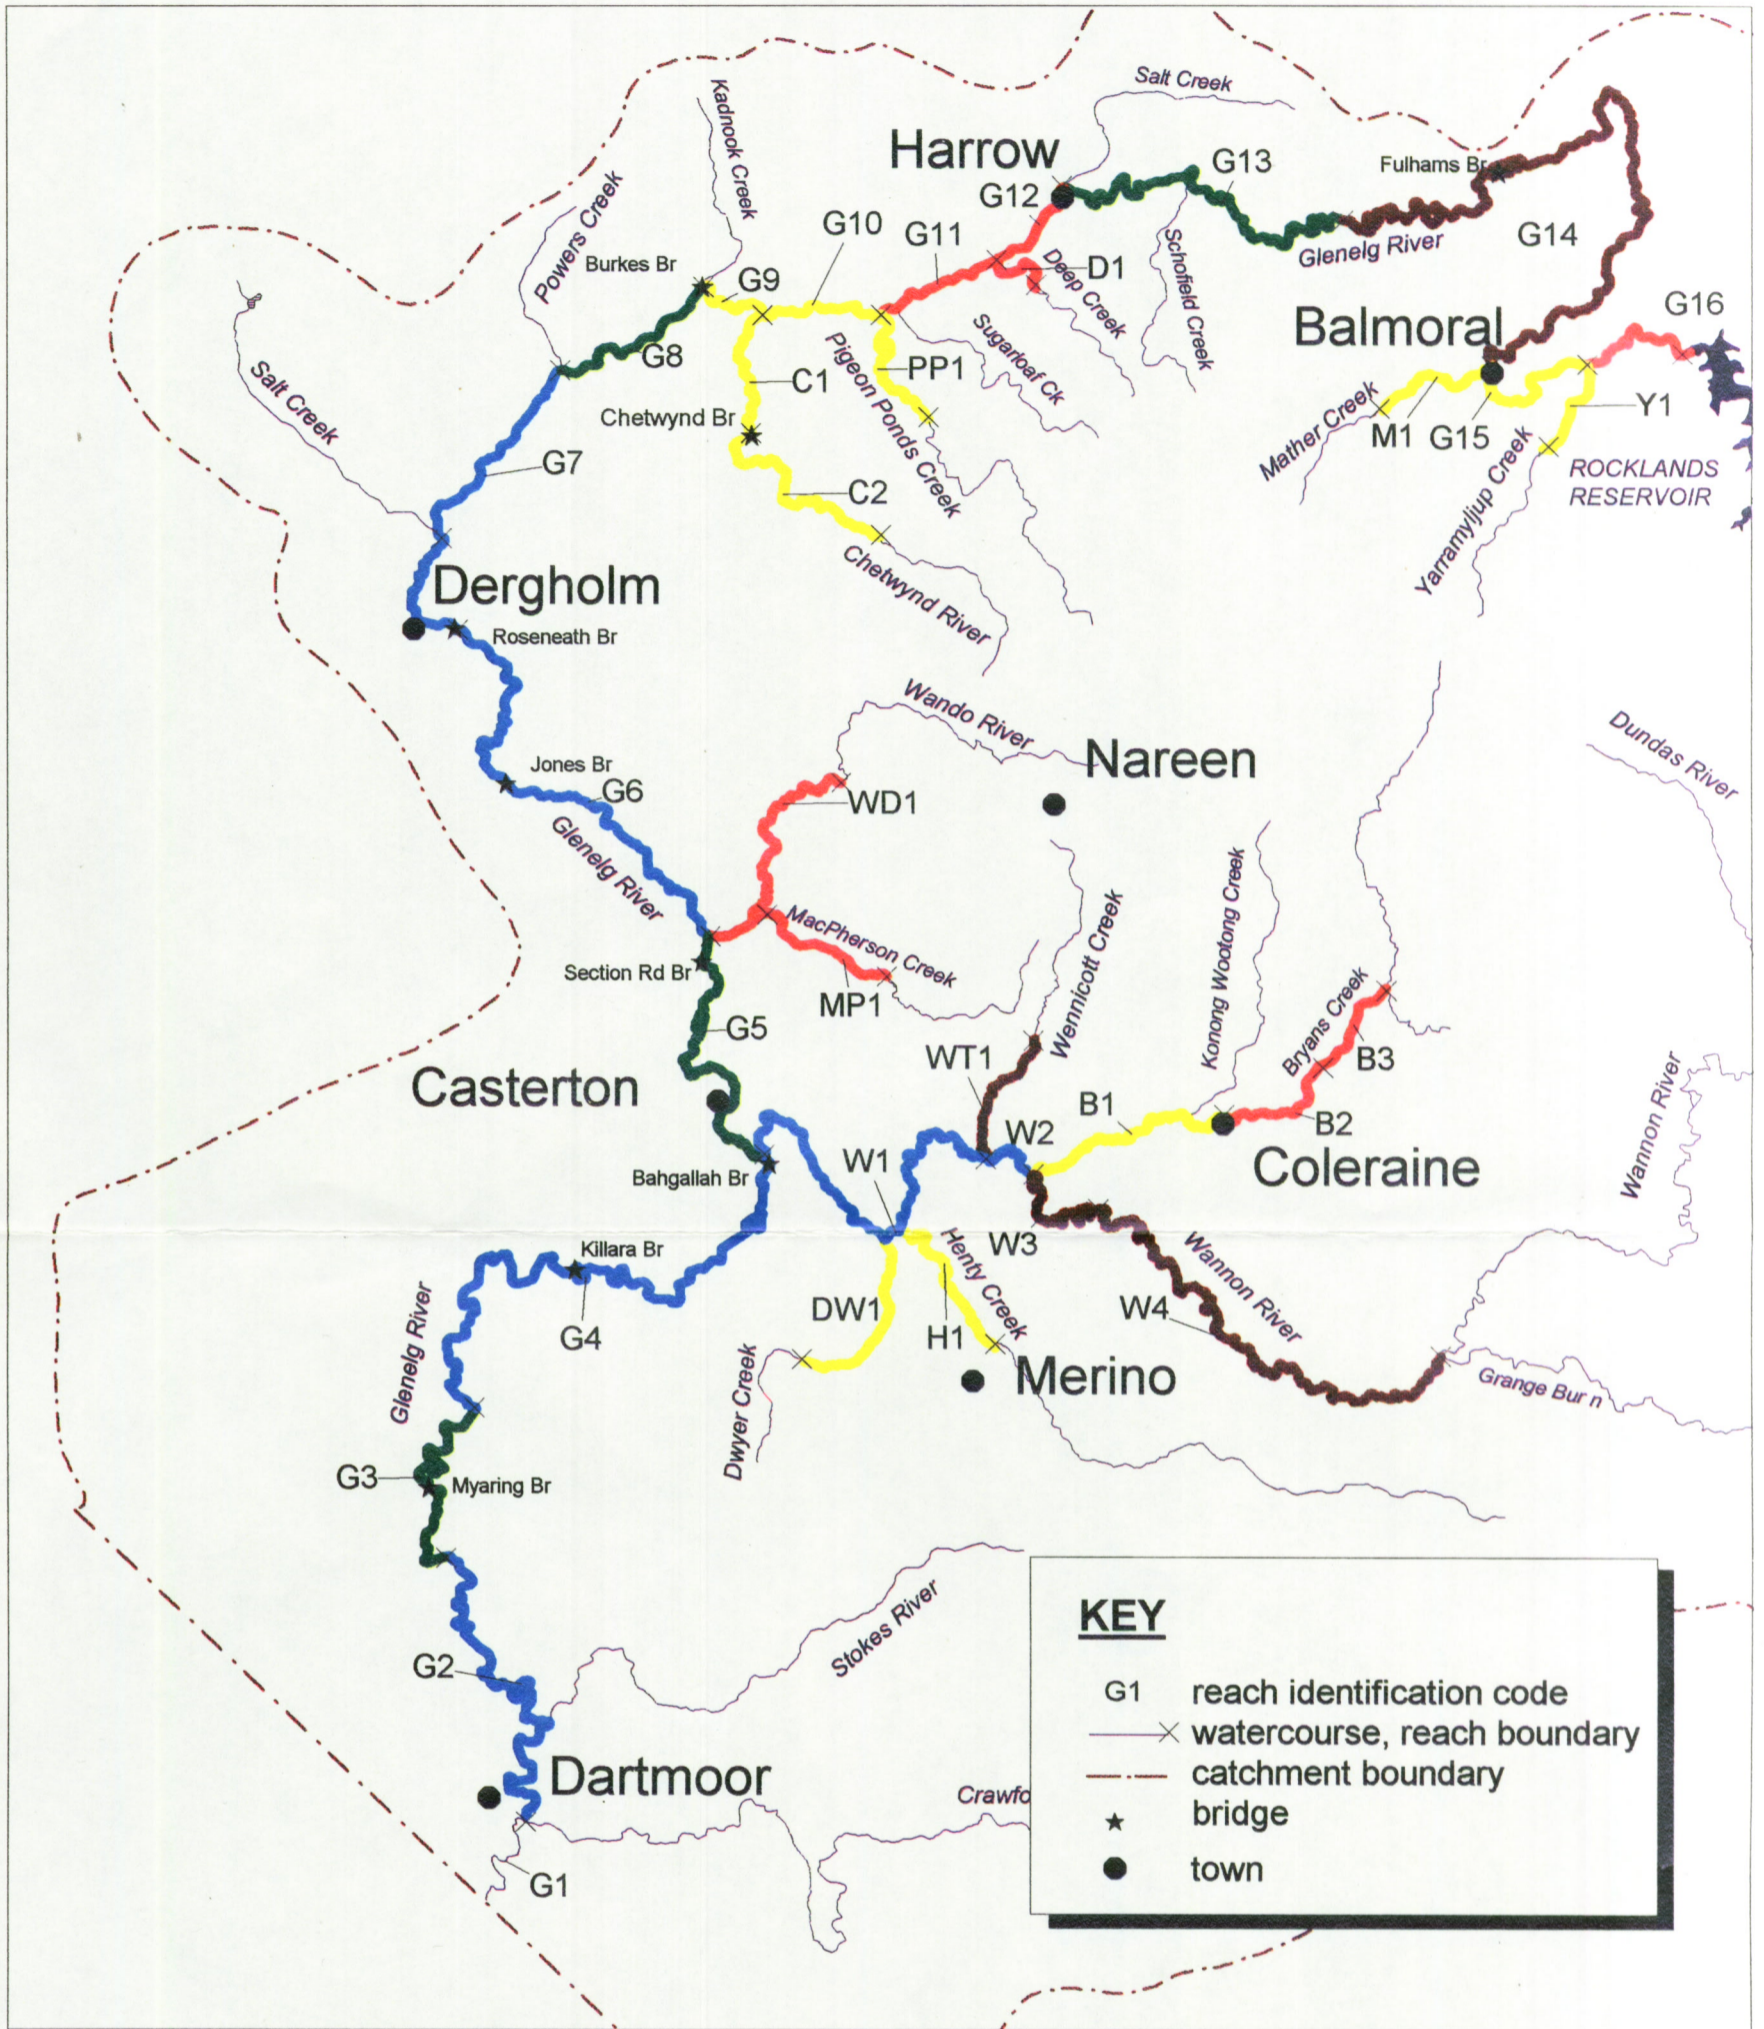 Salt Creek
Kadnook Creek
Harrow
G13
Fulhams Br
G12
Powers Creek
G10
G11
Glenelg River
G14
Burkes Br
G9
Deep Creek
D1
Schofield Creek
G16
Balmoral
G8
Sugarloaf Ck
Pigeon Ponds Creek
PP1
C1
Salt Creek
Chetwynd Br
Mather Creek
M1
G15
Y1
G7
C2
Yarramyljup Creek
ROCKLANDS
RESERVOIR
Chetwynd River
Dergholm
Roseneath Br
Wando River
Nareen
Dundas River
Jones Br
G6
WD1
Glenelg River
MacPherson Creek
Wennicott Creek
Konong Wootong Creek
Section Rd Br
MP1
G5
Bryans Creek
B3
WT1
Casterton
B1
B2
W2
Wannon River
W1
Bahgallah Br
Coleraine
Killara Br
Henty Creek
W3
Wannon River
Glenelg River
G4
DW1
H1
W4
Dwyer Creek
Merino
Grange Bur n
G3
Myaring Br
Stokes River
G2
Dartmoor
Crawfo
G1
KEY
G1 reach identification code
watercourse, reach boundary
catchment boundary
bridge
town